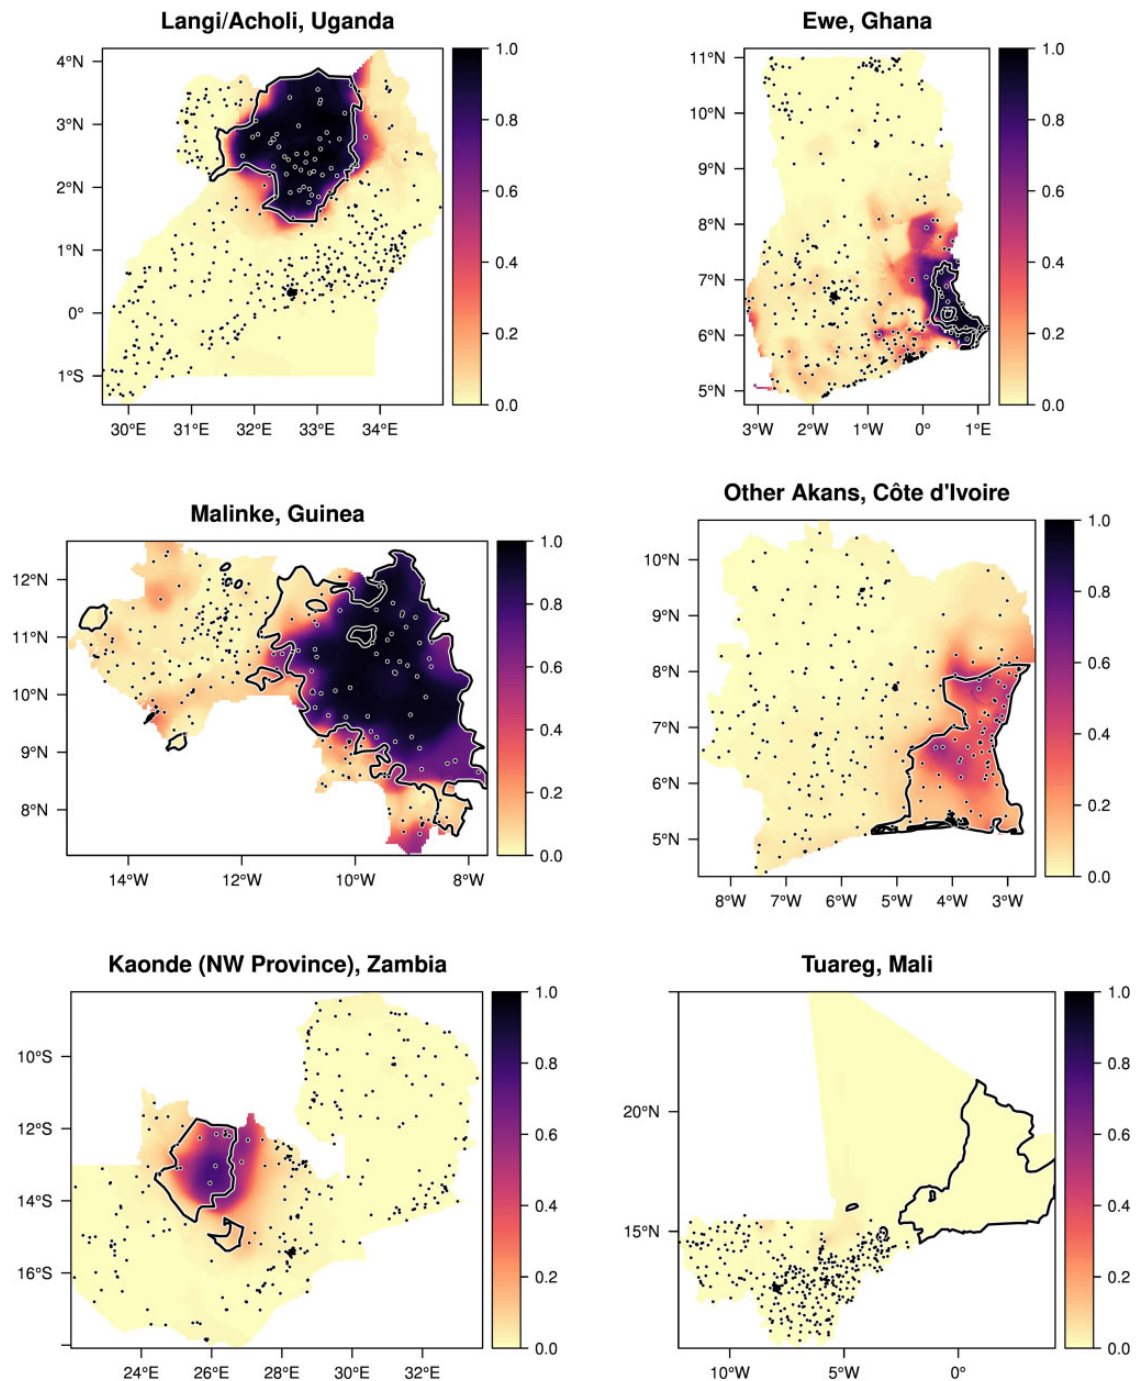 Langi/Acholi, Uganda
4°N
3°N
2°N
1°N
0°
1°S
30°E 31°E 32°E 33°E 34°E
1.0
0.8
0.6
0.4
0.2
0.0
Ewe, Ghana
11°N
10°N
9°N
8°N
7°N
6°N
5°N
3°W 2°W 1°W 0° 1°E
1.0
0.8
0.6
0.4
0.2
0.0
Malinke, Guinea
12°N
11°N
10°N
9°N
8°N
14°W 12°W 10°W 8°W
1.0
0.8
0.6
0.4
0.2
0.0
Other Akans, Côte d'Ivoire
10°N
9°N
8°N
7°N
6°N
5°N
8°W 7°W 6°W 5°W 4°W 3°W
1.0
0.8
0.6
0.4
0.2
0.0
Kaonde (NW Province), Zambia
10°S
12°S
14°S
16°S
24°E 26°E 28°E 30°E 32°E
1.0
0.8
0.6
0.4
0.2
0.0
Tuareg, Mali
20°N
15°N
10°W 5°W 0°
1.0
0.8
0.6
0.4
0.2
0.0